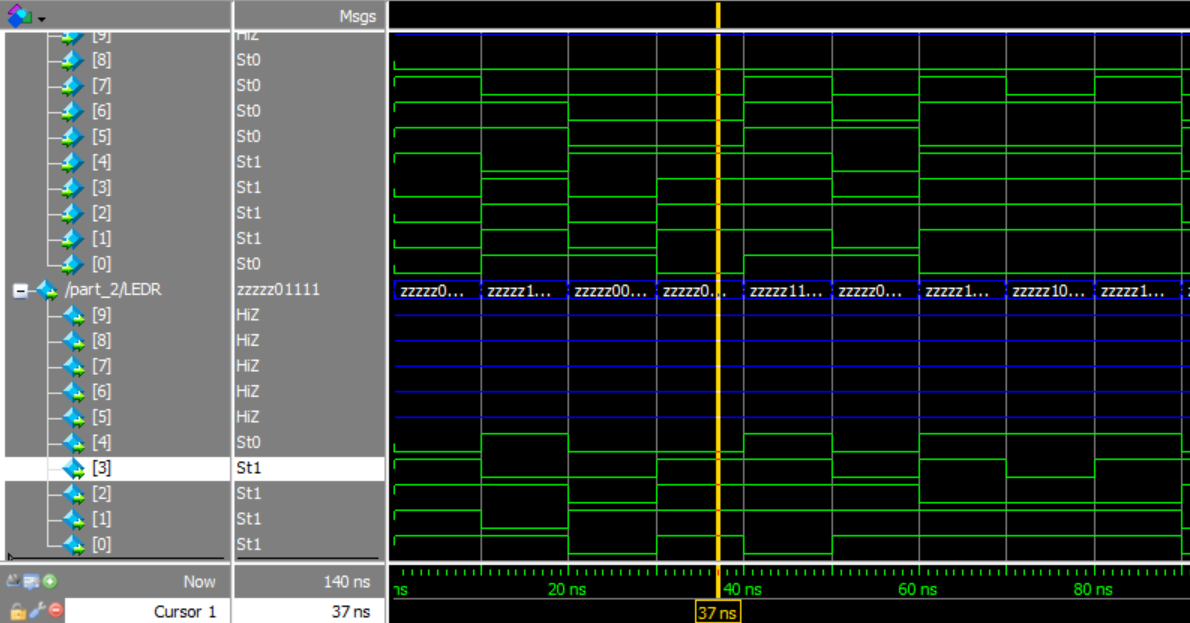 Msgs
[9] HiZ
[8] St0
[7] St0
[6] St0
[5] St0
[4] St1
[3] St1
[2] St1
[1] St1
[0] St0
/part_2/LEDR zzzzz01111 zzzzz0... zzzzz1... zzzzz00... zzzzz0... zzzzz11... zzzzz0... zzzzz1... zzzzz10... zzzzz1...
[9] HiZ
[8] HiZ
[7] HiZ
[6] HiZ
[5] HiZ
[4] St0
[3] St1
[2] St1
[1] St1
[0] St1
Now 140 ns ns 20 ns 40 ns 60 ns 80 ns
Cursor 1 37 ns 37 ns